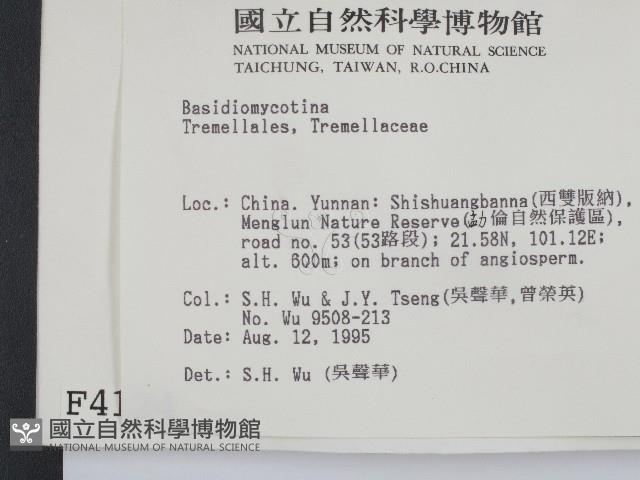 國立自然科學博物館
NATIONAL MUSEUM OF NATURAL SCIENCE
TAICHUNG, TAIWAN, R.O.CHINA
Basidiomycotina
Tremellales, Tremellaceae
Loc.: China. Yunnan: Shishuangbanna(西雙版納),
Menglun Nature Reserve(勐倫自然保護區),
road no. 53(53路段); 21.58N, 101.12E;
alt. 600m; on branch of angiosperm.
Col.: S.H. Wu & J.Y. Tseng(吳聲華,曾榮英)
No. Wu 9508-213
Date: Aug. 12, 1995
Det.: S.H. Wu (吳聲華)
F41
國立自然科學博物館
NATIONAL MUSEUM OF NATURAL SCIENCE